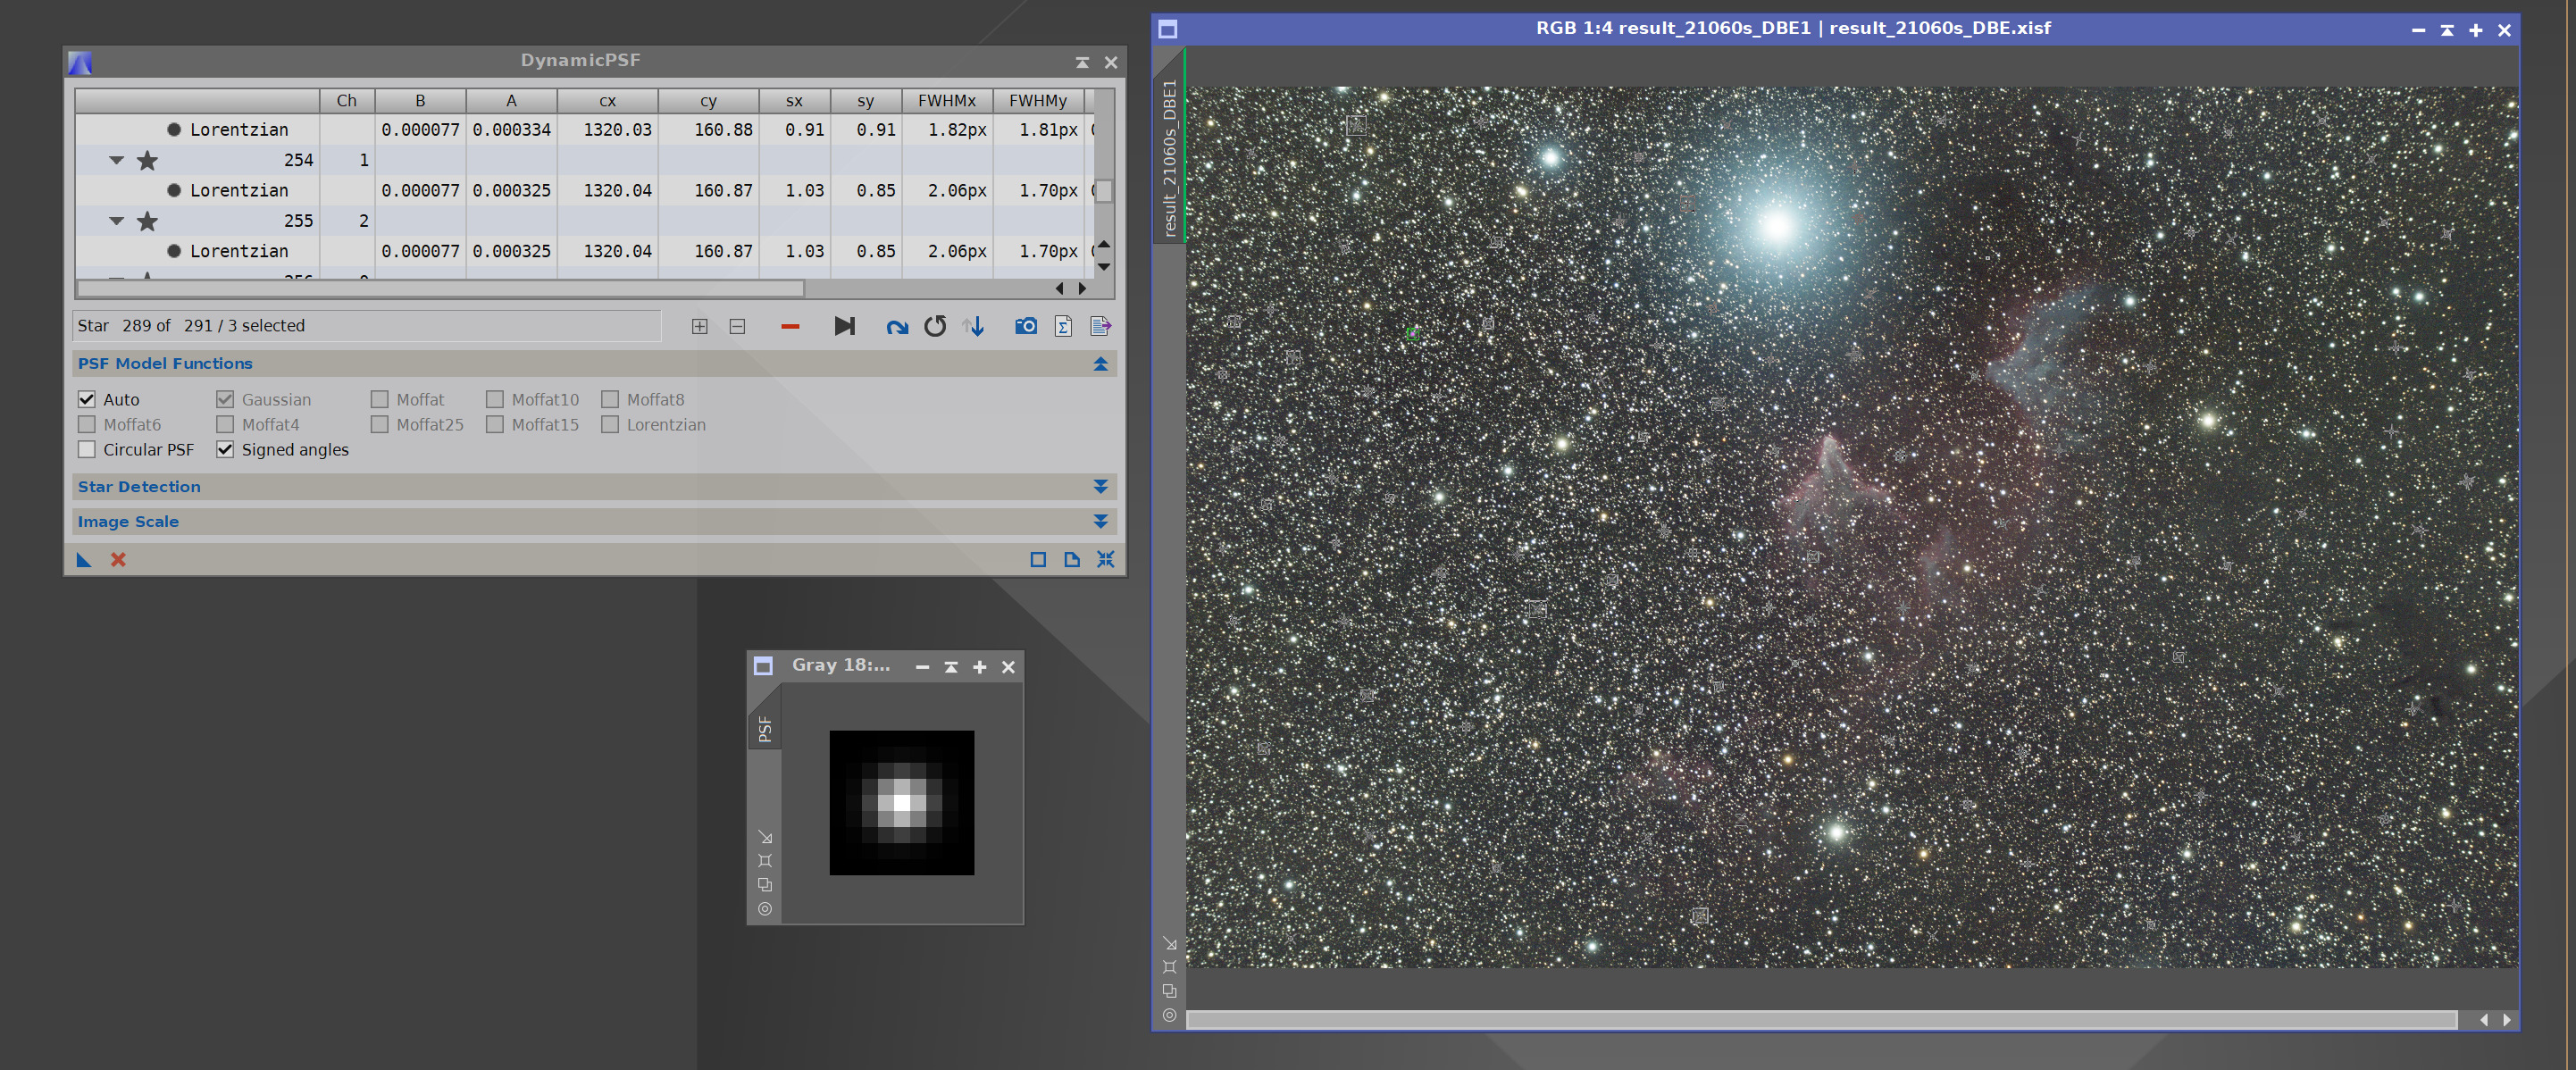 DynamicPSF
Ch B A cx cy sx sy FWHMx FWHMy
Lorentzian 0.000077 0.000334 1320.03 160.88 0.91 0.91 1.82px 1.81px
254 1
Lorentzian 0.000077 0.000325 1320.04 160.87 1.03 0.85 2.06px 1.70px
255 2
Lorentzian 0.000077 0.000325 1320.04 160.87 1.03 0.85 2.06px 1.70px
Star 289 of 291 / 3 selected
PSF Model Functions
Auto Gaussian Moffat Moffat10 Moffat8
Moffat6 Moffat4 Moffat25 Moffat15 Lorentzian
Circular PSF Signed angles
Star Detection
Image Scale
Gray 18:...
PSF
RGB 1:4 result_21060s_DBE1 | result_21060s_DBE.xisf
result_21060s_DBE1